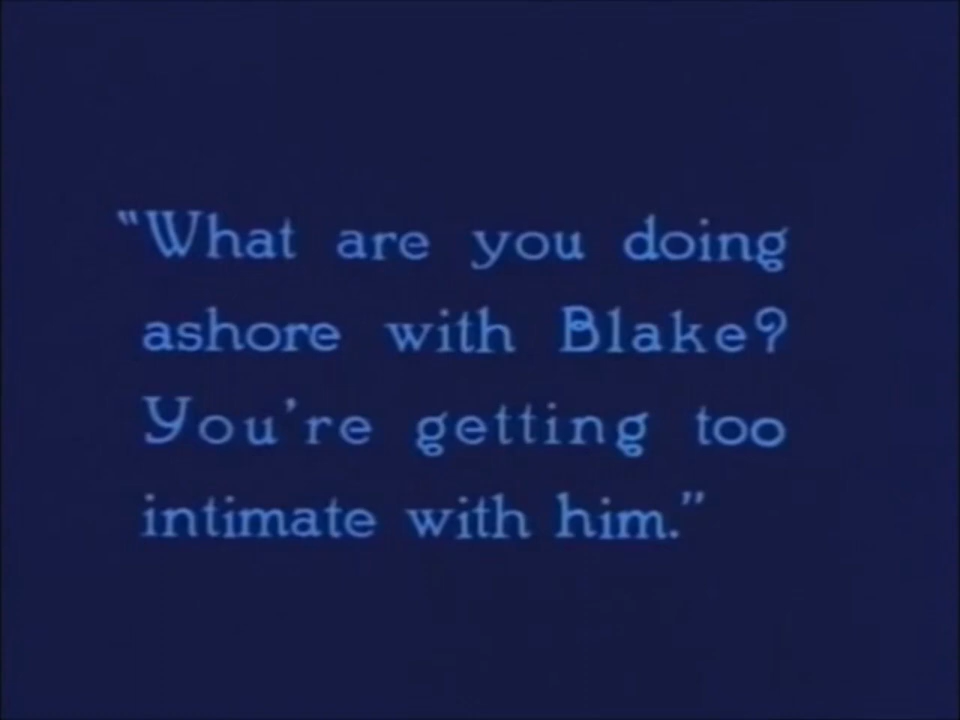 “What are you doing
ashore with Blake?
You’re getting too
intimate with him.”